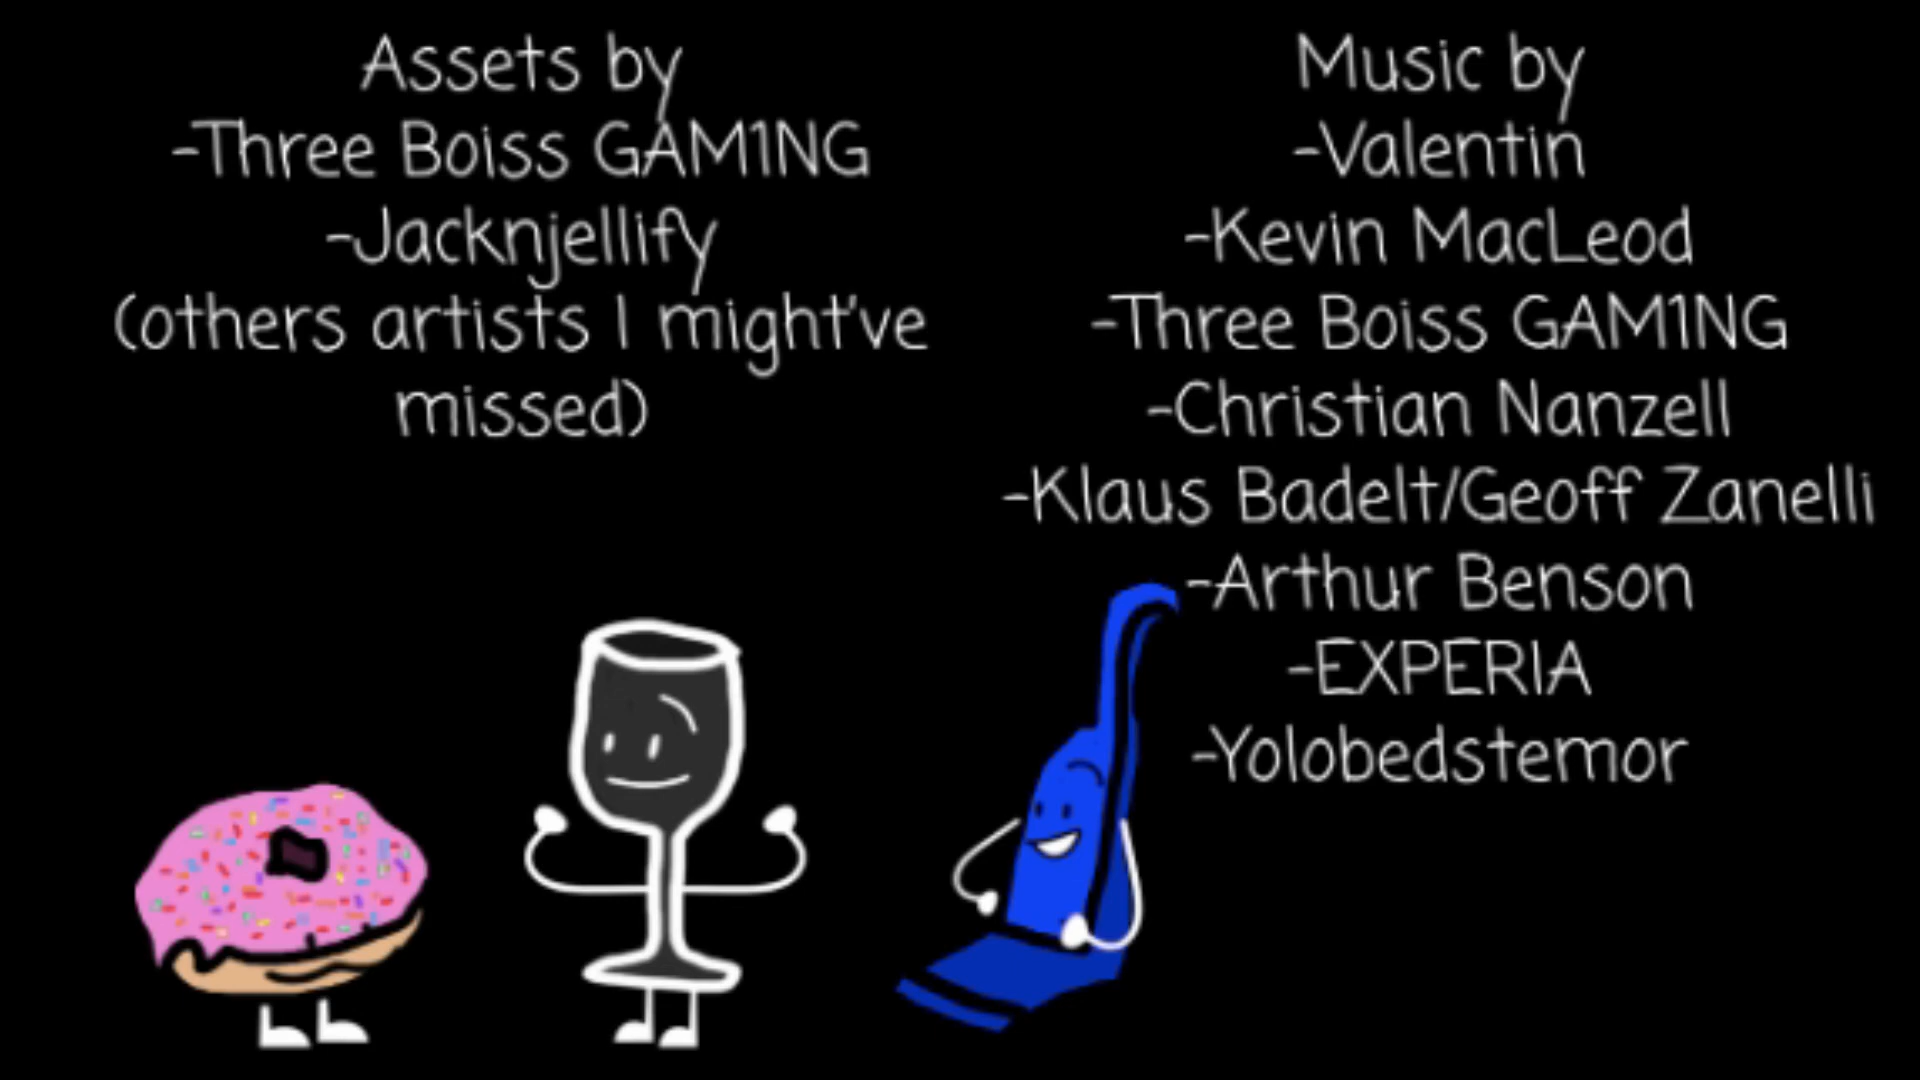 Assets by
-Three Boiss GAM1NG
-Jacknjellify
(others artists I might've
missed)
Music by
-Valentin
-Kevin MacLeod
-Three Boiss GAM1NG
-Christian Nanzell
-Klaus Badelt/Geoff Zanelli
-Arthur Benson
-EXPERIA
-Yolobedstemor